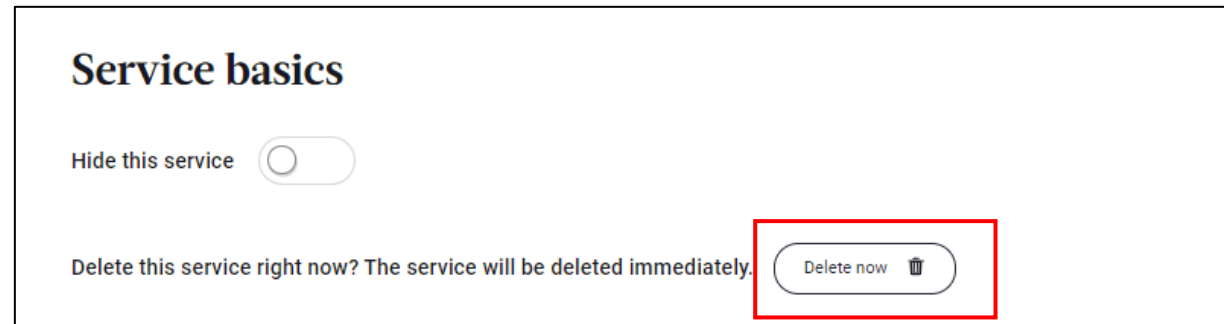 Service basics
Hide this service
Delete this service right now? The service will be deleted immediately. Delete now